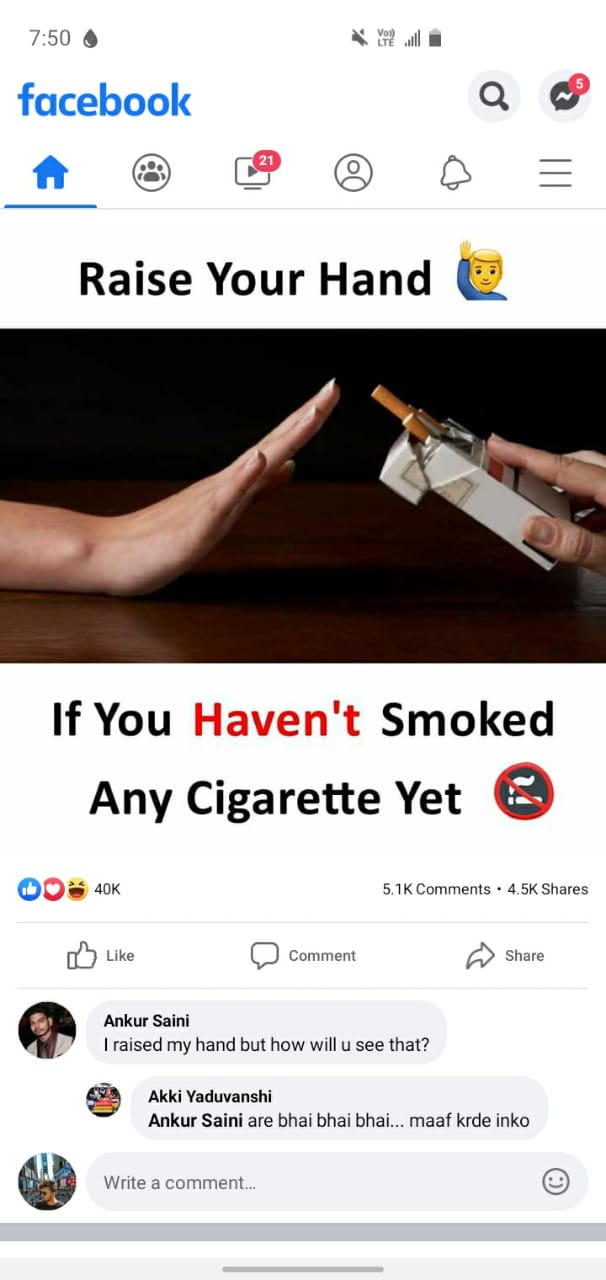 7:50
Vo))
LTE
facebook
5
21
Raise Your Hand
If You Haven't Smoked
Any Cigarette Yet
40K
5.1K Comments • 4.5K Shares
Like
Comment
Share
Ankur Saini
I raised my hand but how will u see that?
Akki Yaduvanshi
Ankur Saini are bhai bhai bhai... maaf krde inko
Write a comment...